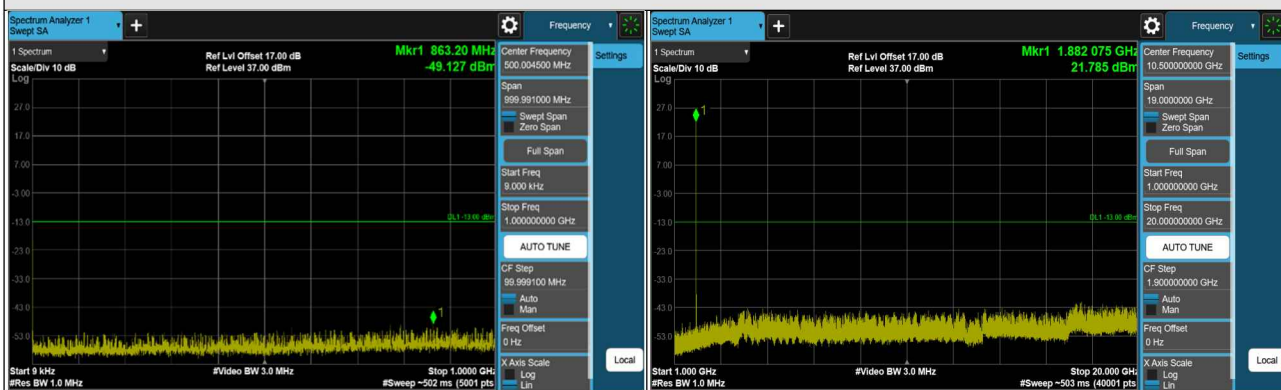 Spectrum Analyzer 1
Swept SA
+
Frequency
1 Spectrum
Scale/Div 10 dB
Log
Ref Lvl Offset 17.00 dB
Ref Level 37.00 dBm
Mkr1 863.20 MHz
-49.127 dBm
27.0
17.0
7.00
-3.00
-13.0
-23.0
-33.0
-43.0
-53.0
DL1 -13.00 dBm
1
Start 9 kHz
#Res BW 1.0 MHz
#Video BW 3.0 MHz
Stop 1.0000 GHz
#Sweep ~502 ms (5001 pts
Center Frequency
500.004500 MHz
Span
999.991000 MHz
Swept Span
Zero Span
Full Span
Start Freq
9.000 kHz
Stop Freq
1.000000000 GHz
AUTO TUNE
CF Step
99.999100 MHz
Auto
Man
Freq Offset
0 Hz
X Axis Scale
Log
Lin
Settings
Local
Spectrum Analyzer 1
Swept SA
+
Frequency
1 Spectrum
Scale/Div 10 dB
Log
Ref Lvl Offset 17.00 dB
Ref Level 37.00 dBm
Mkr1 1.882 075 GHz
21.785 dBm
27.0
17.0
7.00
-3.00
-13.0
-23.0
-33.0
-43.0
-53.0
1
DL1 -13.00 dBm
Start 1.000 GHz
#Res BW 1.0 MHz
#Video BW 3.0 MHz
Stop 20.000 GHz
#Sweep ~503 ms (40001 pts
Center Frequency
10.500000000 GHz
Span
19.0000000 GHz
Swept Span
Zero Span
Full Span
Start Freq
1.000000000 GHz
Stop Freq
20.000000000 GHz
AUTO TUNE
CF Step
1.900000000 GHz
Auto
Man
Freq Offset
0 Hz
X Axis Scale
Log
Lin
Settings
Local